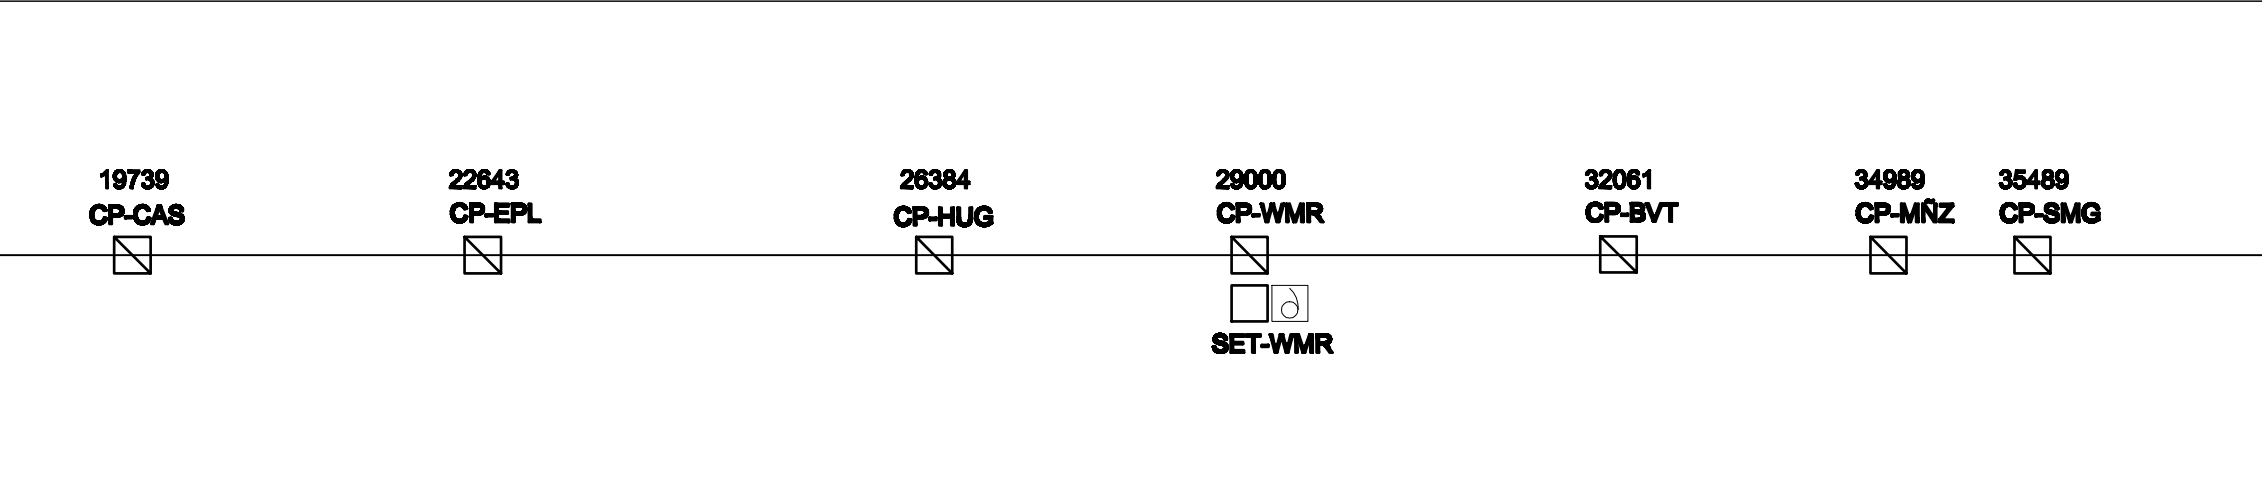 19739 22643 26384 29000 32061 34989 35489
CP-CAS CP-EPL CP-HUG CP-WMR CP-BVT CP-MÑZ CP-SMG
SET-WMR